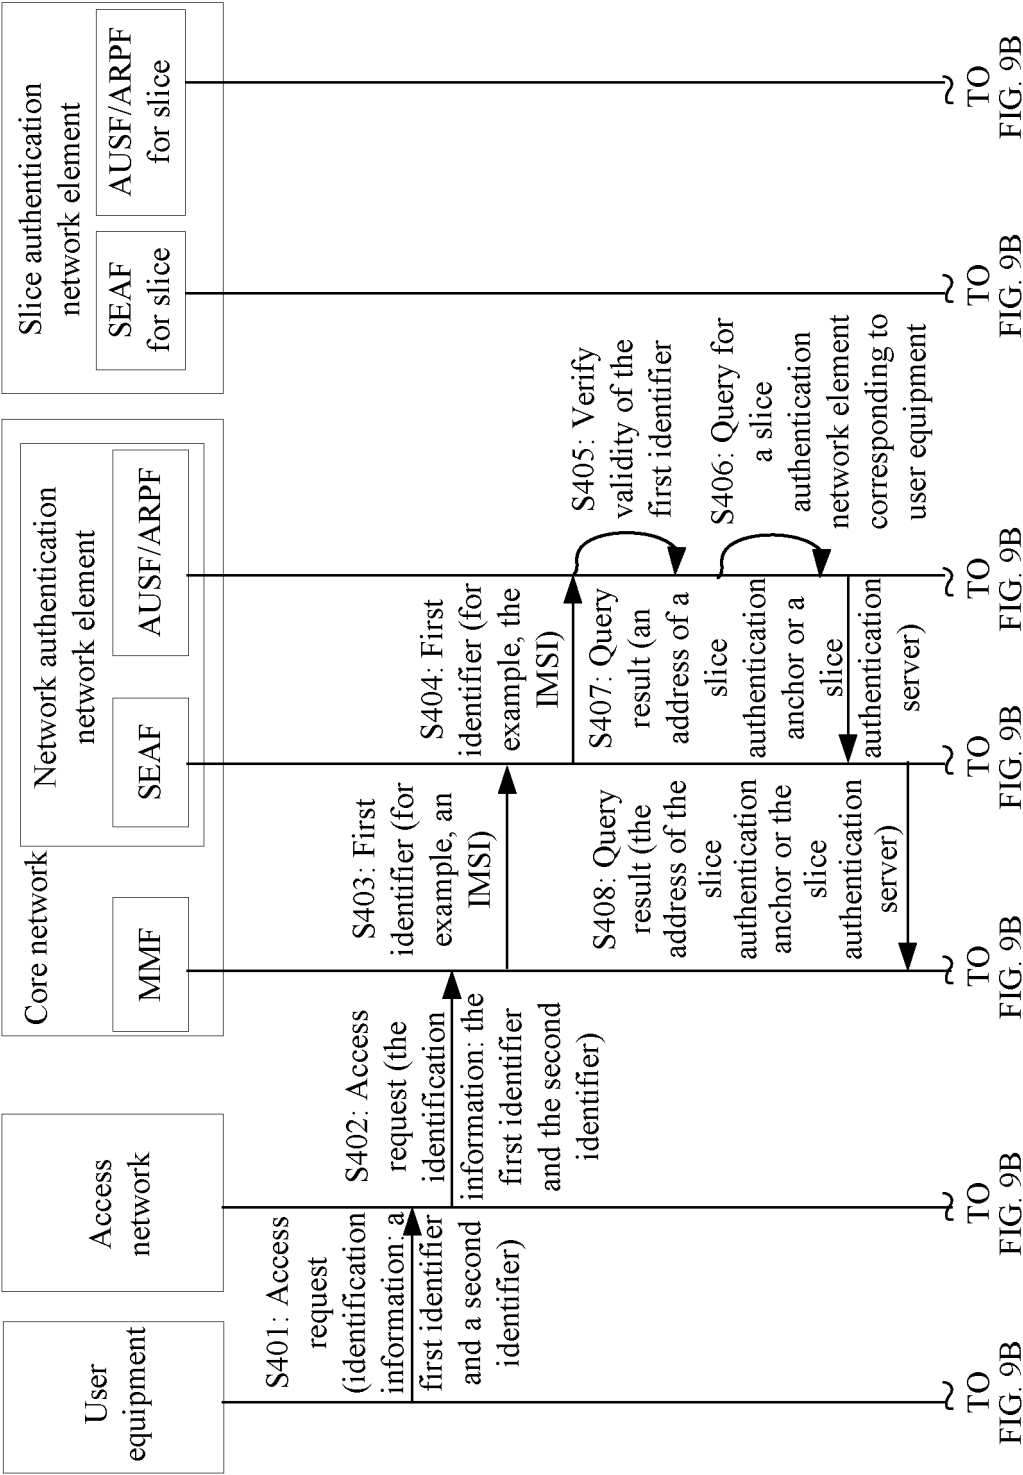 User
equipment
Access
network
Core network
MMF
Network authentication
network element
SEAF
AUSF/ARPF
Slice authentication
network element
SEAF
for slice
AUSF/ARPF
for slice
S401: Access
request
(identification
information: a
first identifier
and a second
identifier)
S402: Access
request (the
identification
information: the
first identifier
and the second
identifier)
S403: First
identifier (for
example, an
IMSI)
S404: First
identifier (for
example, the
IMSI)
S405: Verify
validity of the
first identifier
S406: Query for
a slice
authentication
network element
corresponding to
user equipment
S407: Query
result (an
address of a
slice
authentication
anchor or a
slice
authentication
server)
S408: Query
result (the
address of the
slice
authentication
anchor or the
slice
authentication
server)
TO
FIG. 9B
TO
FIG. 9B
TO
FIG. 9B
TO
FIG. 9B
TO
FIG. 9B
TO
FIG. 9B
TO
FIG. 9B